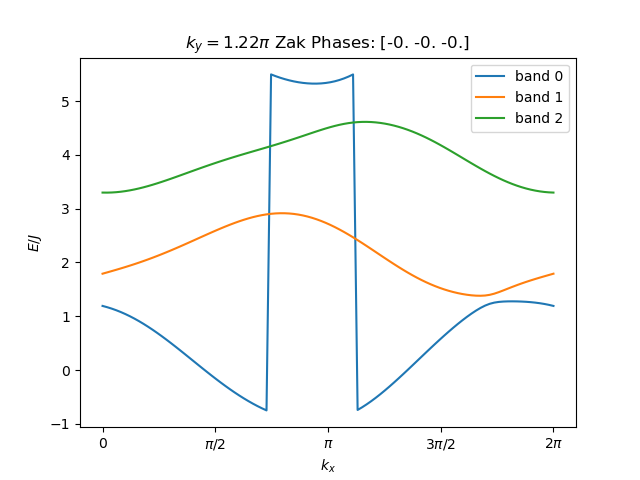 k_y = 1.22π Zak Phases: [-0. -0. -0.]
band 0
band 1
band 2
E/J
5
4
3
2
1
0
−1
0
π/2
π
3π/2
2π
k_x